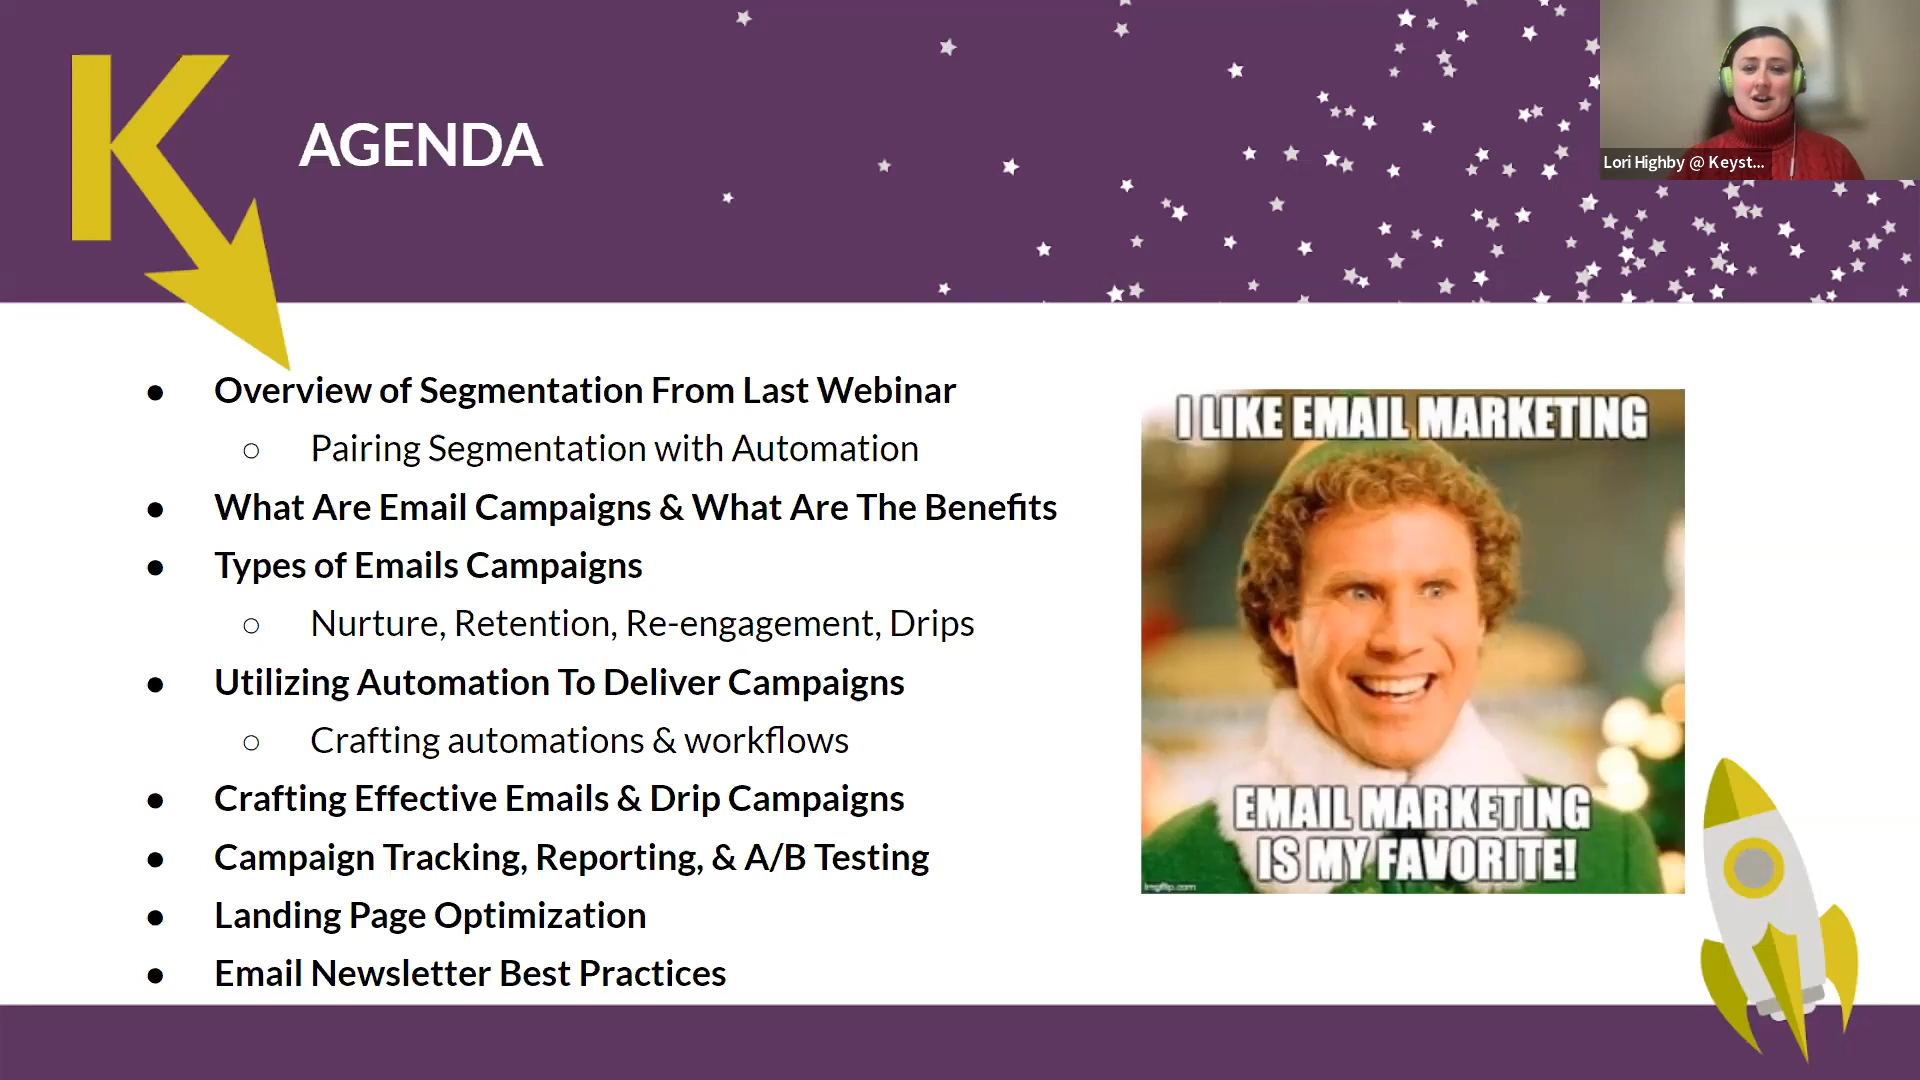 K
AGENDA
Lori Highby @ Keyst...
● Overview of Segmentation From Last Webinar
○ Pairing Segmentation with Automation
● What Are Email Campaigns & What Are The Benefits
● Types of Emails Campaigns
○ Nurture, Retention, Re-engagement, Drips
● Utilizing Automation To Deliver Campaigns
○ Crafting automations & workflows
● Crafting Effective Emails & Drip Campaigns
● Campaign Tracking, Reporting, & A/B Testing
● Landing Page Optimization
● Email Newsletter Best Practices
I LIKE EMAIL MARKETING
EMAIL MARKETING
IS MY FAVORITE!
imgflip.com